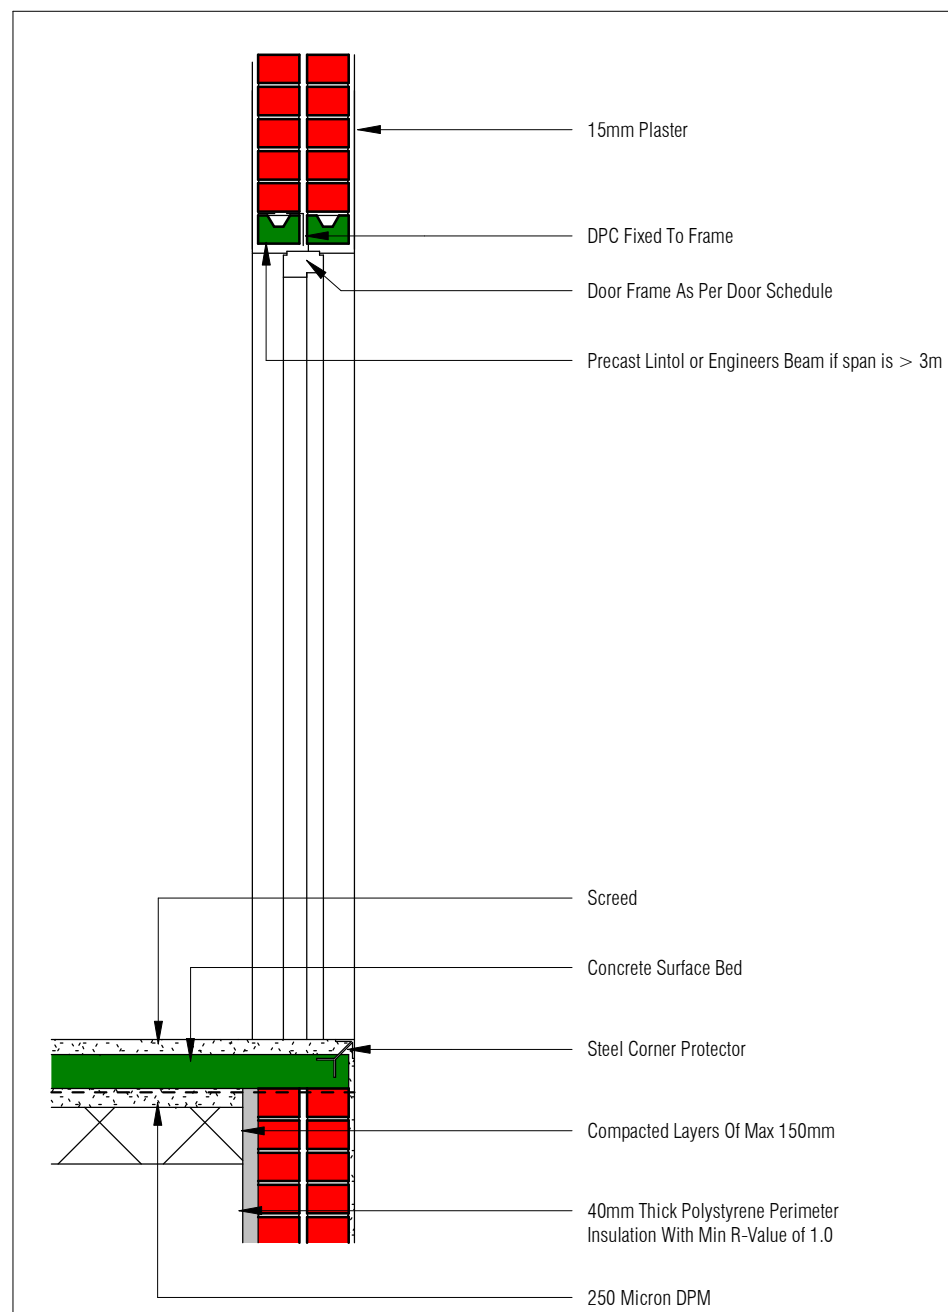 15mm Plaster
DPC Fixed To Frame
Door Frame As Per Door Schedule
Precast Lintol or Engineers Beam if span is > 3m
Screed
Concrete Surface Bed
Steel Corner Protector
Compacted Layers Of Max 150mm
40mm Thick Polystyrene Perimeter
Insulation With Min R-Value of 1.0
250 Micron DPM